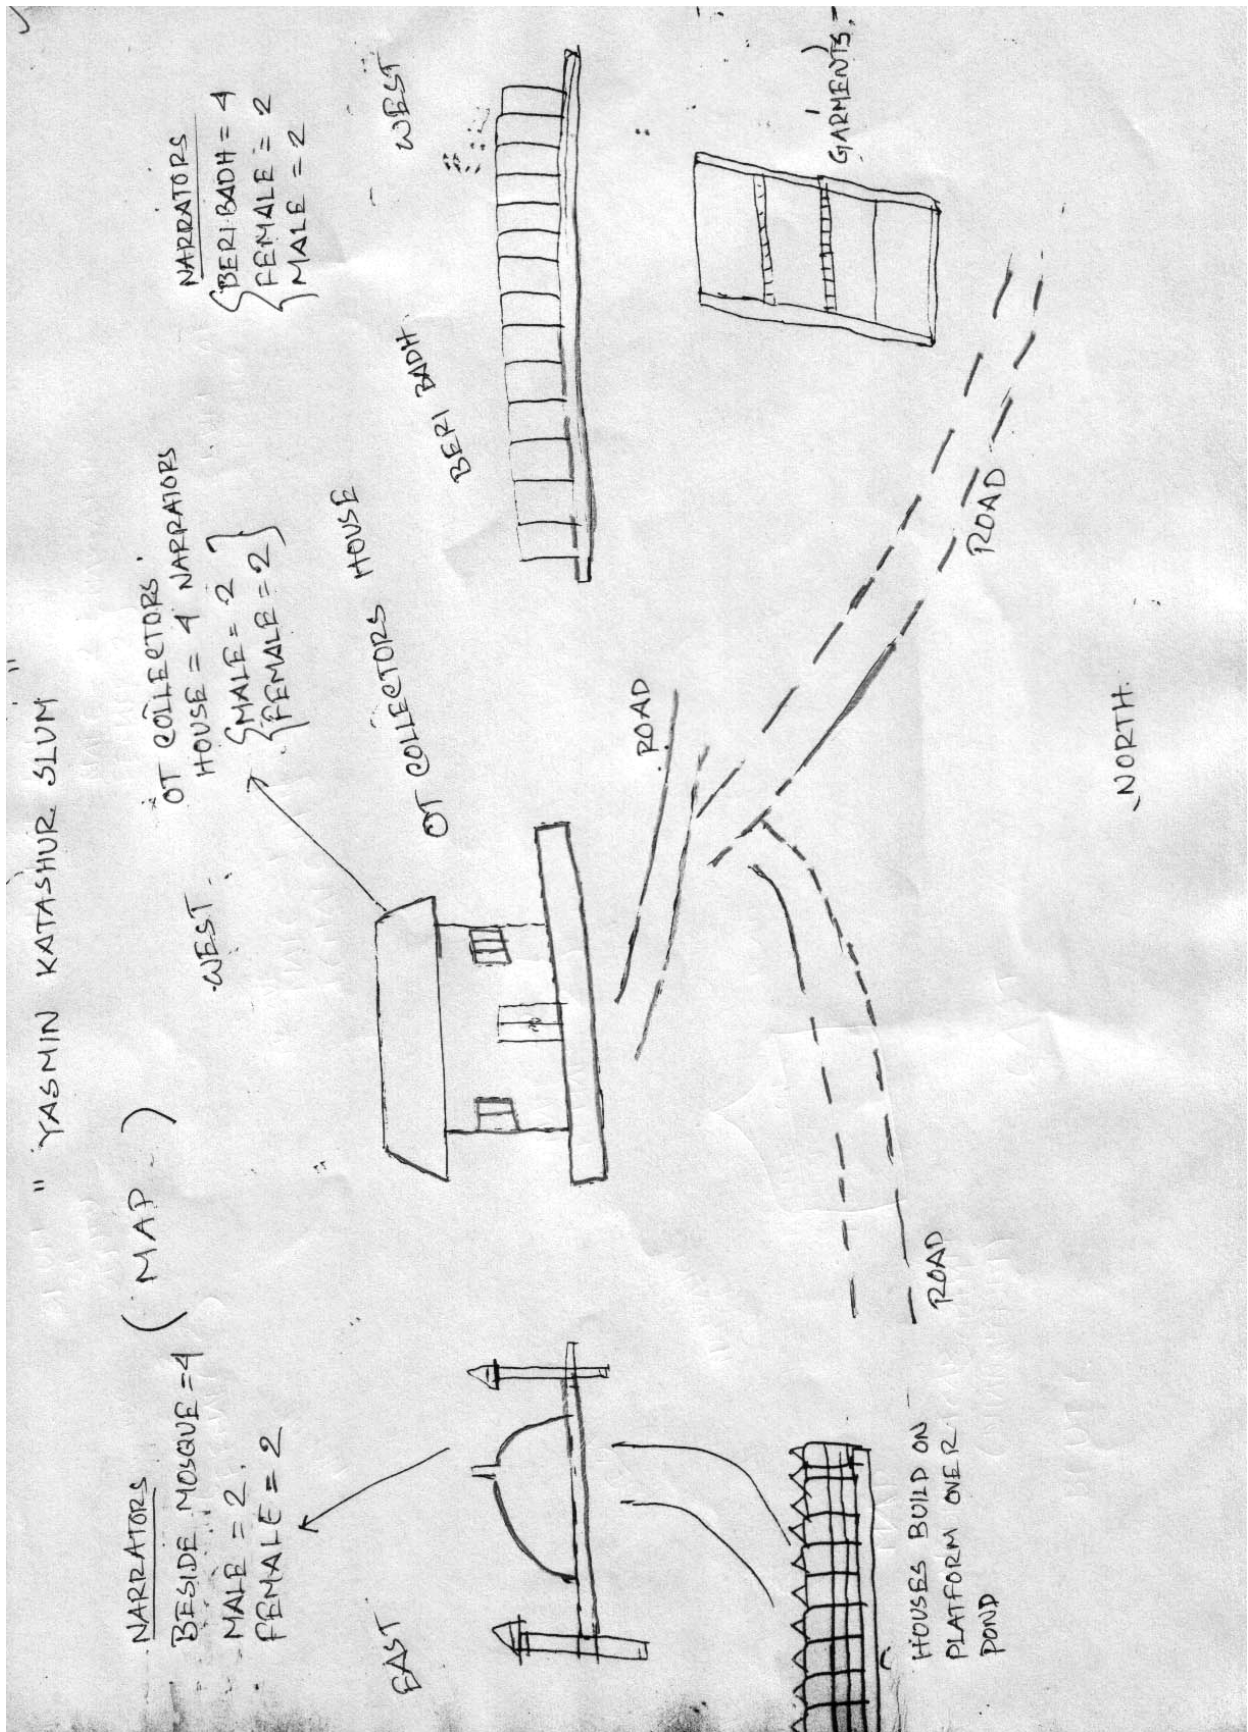 " YASMIN KATASHUR SLUM "
( MAP )
NARRATORS
BESIDE MOSQUE = 4
MALE = 2
FEMALE = 2
WEST
OT COLLECTORS
HOUSE = 4 NARRATORS
MALE = 2
FEMALE = 2
NARRATORS
BERI BADH = 4
FEMALE = 2
MALE = 2
EAST
OT COLLECTORS HOUSE
BERI BADH
WEST
ROAD
GARMENTS
ROAD
ROAD
HOUSES BUILD ON
PLATFORM OVER
POND
NORTH